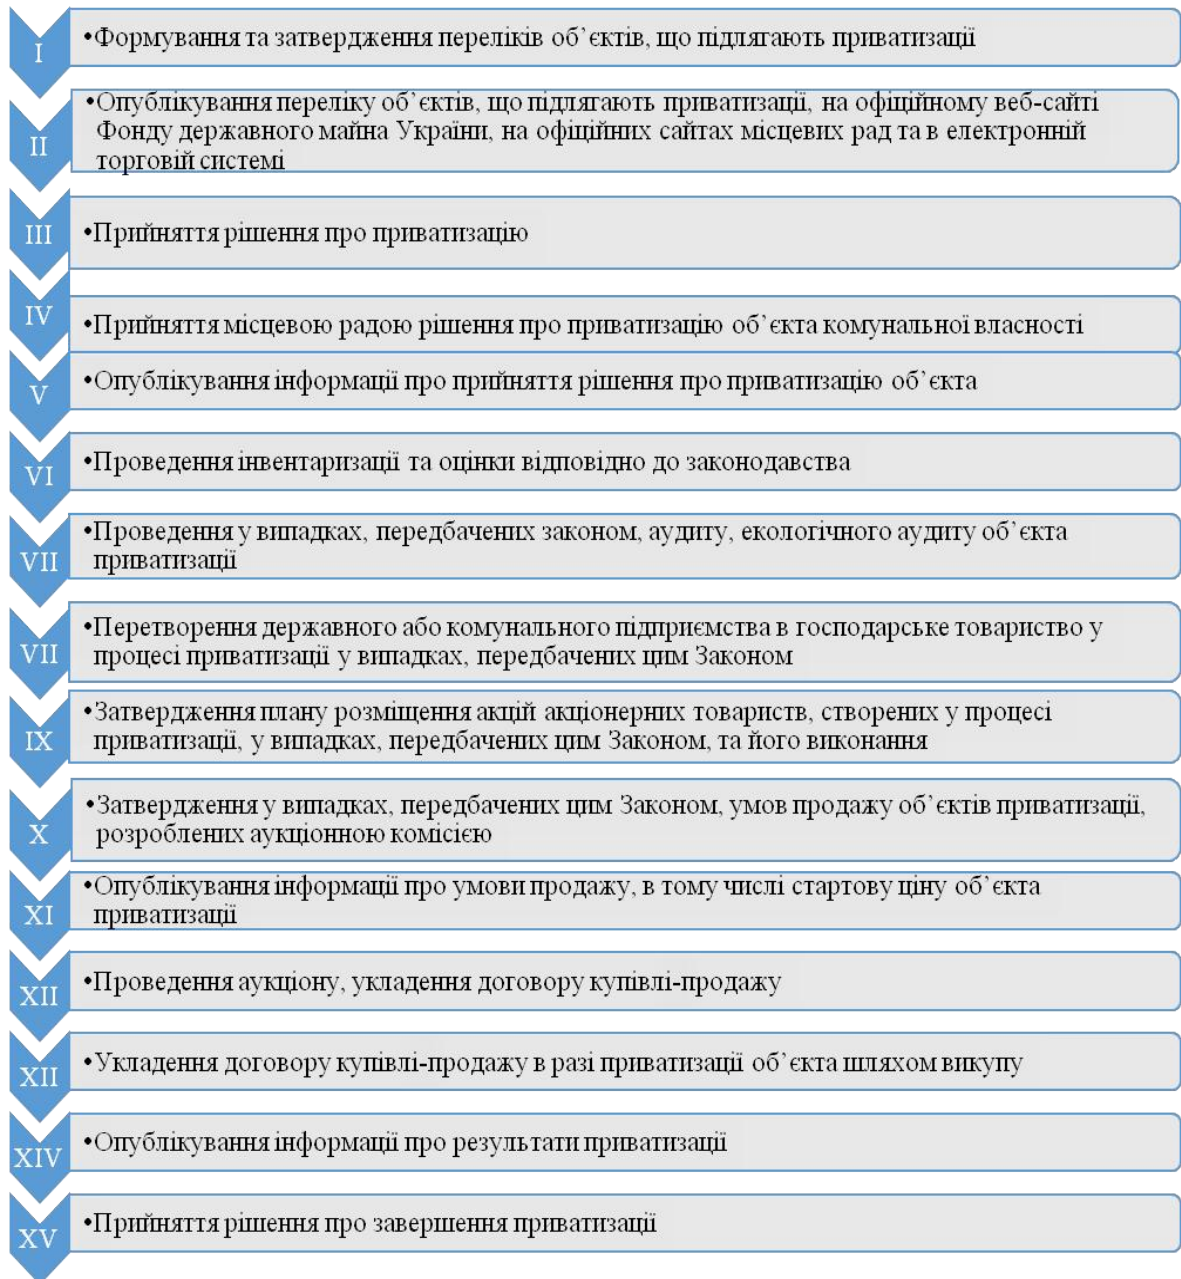 I
•Формування та затвердження переліків об’єктів, що підлягають приватизації
II
•Опублікування переліку об’єктів, що підлягають приватизації, на офіційному веб-сайті
Фонду державного майна України, на офіційних сайтах місцевих рад та в електронній
торговій системі
III
•Прийняття рішення про приватизацію
IV
•Прийняття місцевою радою рішення про приватизацію об’єкта комунальної власності
V
•Опублікування інформації про прийняття рішення про приватизацію об’єкта
VI
•Проведення інвентаризації та оцінки відповідно до законодавства
VII
•Проведення у випадках, передбачених законом, аудиту, екологічного аудиту об’єкта
приватизації
VII
•Перетворення державного або комунального підприємства в господарське товариство у
процесі приватизації у випадках, передбачених цим Законом
IX
•Затвердження плану розміщення акцій акціонерних товариств, створених у процесі
приватизації, у випадках, передбачених цим Законом, та його виконання
X
•Затвердження у випадках, передбачених цим Законом, умов продажу об’єктів приватизації,
розроблених аукціонною комісією
XI
•Опублікування інформації про умови продажу, в тому числі стартову ціну об’єкта
приватизації
XII
•Проведення аукціону, укладення договору купівлі-продажу
XII
•Укладення договору купівлі-продажу в разі приватизації об’єкта шляхом викупу
XIV
•Опублікування інформації про результати приватизації
XV
•Прийняття рішення про завершення приватизації